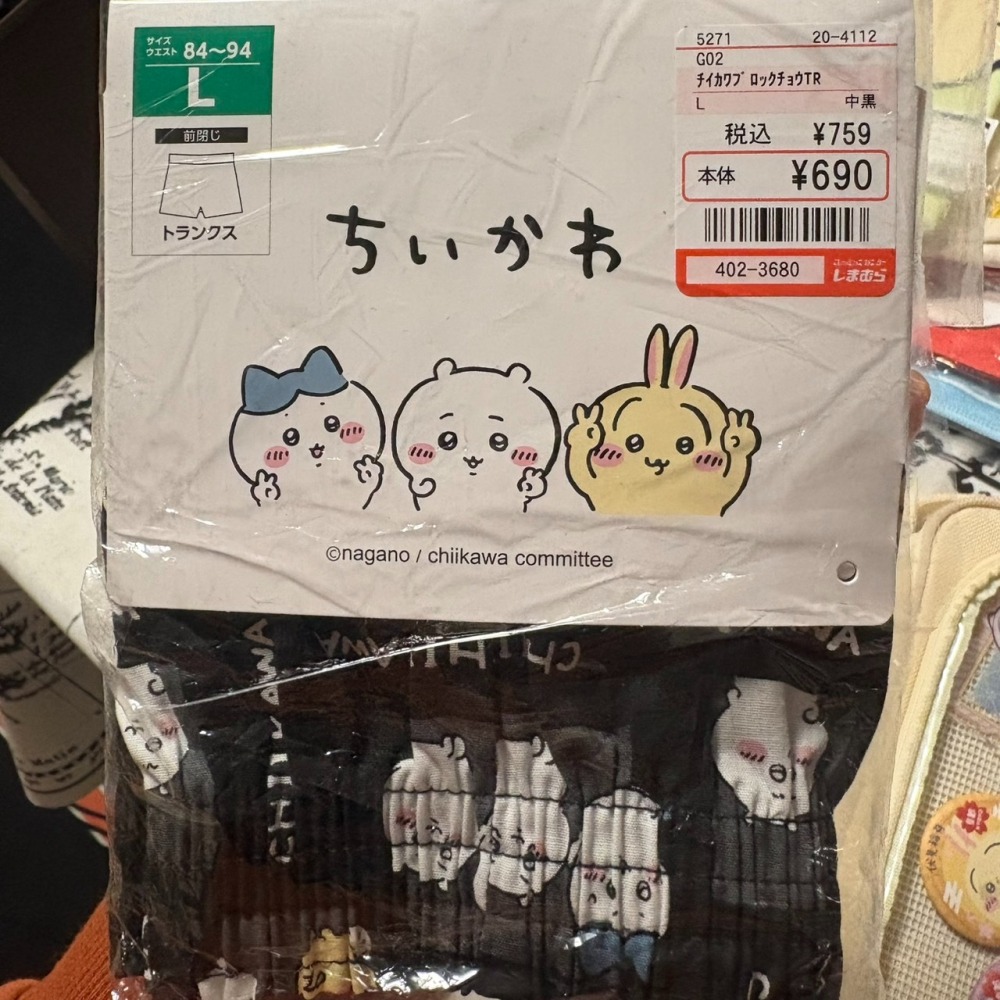 サイズ
ウエスト 84~94
L
前閉じ
トランクス
5271 20-4112
G02
チイカワブロックチョウTR
L 中黒
税込 ¥759
本体 ¥690
402-3680
しまむら
ちいかわ
©nagano / chiikawa committee
CHIIKAWA